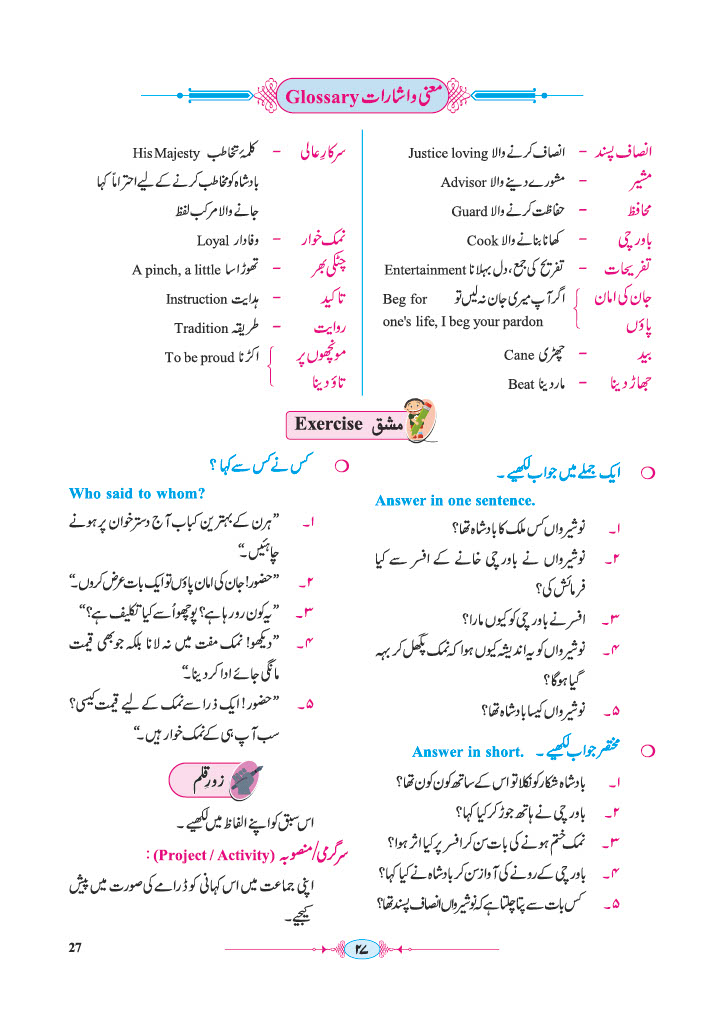 معنی و اشارات Glossary
انصاف پسند – انصاف کرنے والا Justice loving
مشیر – مشورے دینے والا Advisor
محافظ – حفاظت کرنے والا Guard
باورچی – کھانا بنانے والا Cook
تفریحات – تفریح کی جمع، دل بہلانا Entertainment
جان کی امان – اگر آپ میری جان نہ لیں تو Beg for
پاؤں one's life, I beg your pardon
بید – چھڑی Cane
جھاڑ دینا – مار دینا Beat
سرکارِ عالی – کلمۂ تخاطب His Majesty
بادشاہ کو مخاطب کرنے کے لیے احتراماً کہا
جانے والا مرکب لفظ
نمک خوار – وفادار Loyal
چٹکی بھر – تھوڑا سا A pinch, a little
تاکید – ہدایت Instruction
روایت – طریقہ Tradition
مونچھوں پر – اکڑنا To be proud
تاؤ دینا
مشق Exercise
ایک جملے میں جواب لکھیے۔
Answer in one sentence.
۱۔ نوشیرواں کس ملک کا بادشاہ تھا؟
۲۔ نوشیرواں نے باورچی خانے کے افسر سے کیا
فرمائش کی؟
۳۔ افسر نے باورچی کو کیوں مارا؟
۴۔ نوشیرواں کو یہ اندیشہ کیوں ہوا کہ نمک پگھل کر بہہ
گیا ہوگا؟
۵۔ نوشیرواں کیسا بادشاہ تھا؟
مختصر جواب لکھیے۔ Answer in short.
۱۔ بادشاہ شکار کو نکلا تو اس کے ساتھ کون کون تھا؟
۲۔ باورچی نے ہاتھ جوڑ کر کیا کہا؟
۳۔ نمک ختم ہونے کی بات سن کر افسر پر کیا اثر ہوا؟
۴۔ باورچی کے رونے کی آواز سن کر بادشاہ نے کیا کہا؟
۵۔ کس بات سے پتا چلتا ہے کہ نوشیرواں انصاف پسند تھا؟
کس نے کس سے کہا؟
Who said to whom?
۱۔ ”ہرن کے بہترین کباب آج دسترخوان پر ہونے
چاہئیں۔“
۲۔ ”حضور! جان کی امان پاؤں تو ایک بات عرض کروں۔“
۳۔ ”یہ کون رو رہا ہے؟ پوچھو اُسے کیا تکلیف ہے؟“
۴۔ ”دیکھو! نمک مفت میں نہ لانا بلکہ جو بھی قیمت
مانگی جائے ادا کر دینا۔“
۵۔ ”حضور! ایک ذرا سے نمک کے لیے قیمت کیسی؟
سب آپ ہی کے نمک خوار ہیں۔“
زورِ قلم
اس سبق کو اپنے الفاظ میں لکھیے۔
سرگرمی/منصوبہ (Project / Activity) :
اپنی جماعت میں اس کہانی کو ڈرامے کی صورت میں پیش
کیجیے۔
27
۲۷